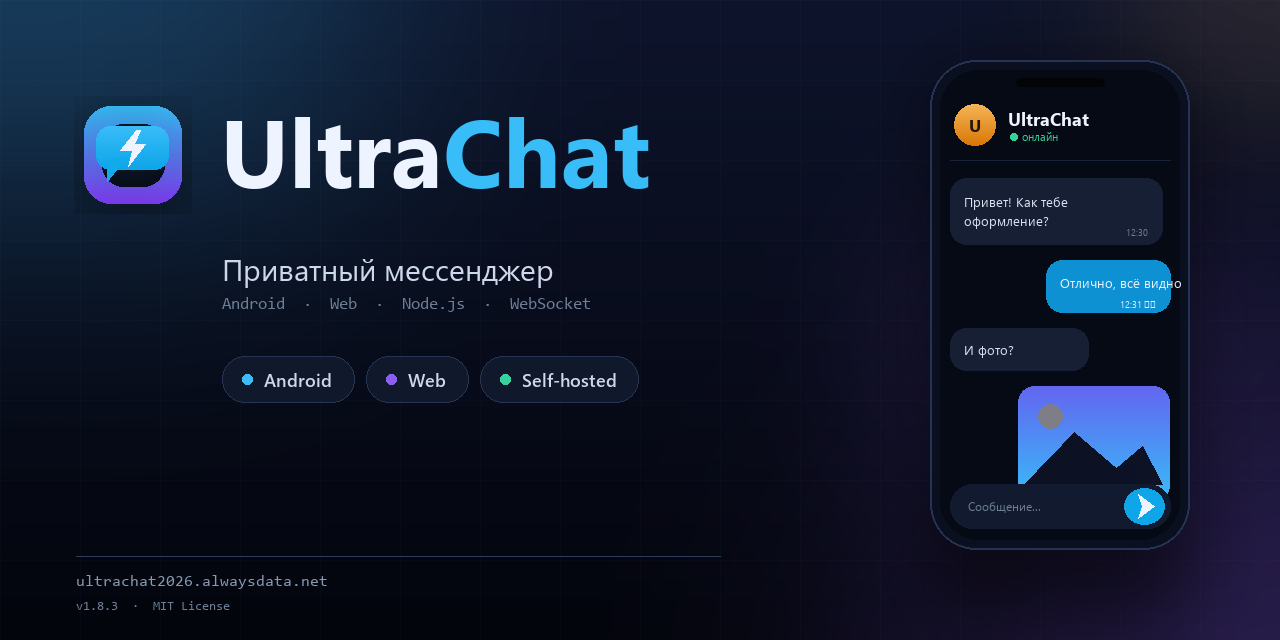 UltraChat
Приватный мессенджер
Android · Web · Node.js · WebSocket
Android
Web
Self-hosted
ultrachat2026.alwaysdata.net
v1.8.3 · MIT License
U
UltraChat
онлайн
Привет! Как тебе
оформление?
12:30
Отлично, всё видно
12:31
И фото?
Сообщение...